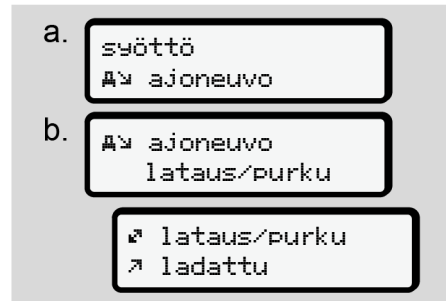 a.
syöttö
ajoneuvo
b.
ajoneuvo
lataus/purku
lataus/purku
ladattu